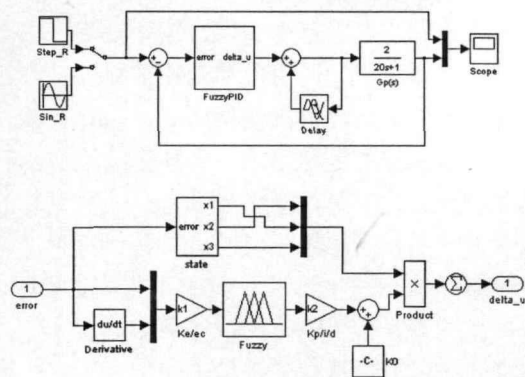 Step_R
Sin_R
error delta_u
FuzzyPID
Delay
2
20s+1
Gp(s)
Scope
error
x1
x2
x3
state
1
error
du/dt
Derivative
k1
Ke/ec
Fuzzy
k2
Kp/i/d
-C-
k0
×
Product
Σ
1
delta_u